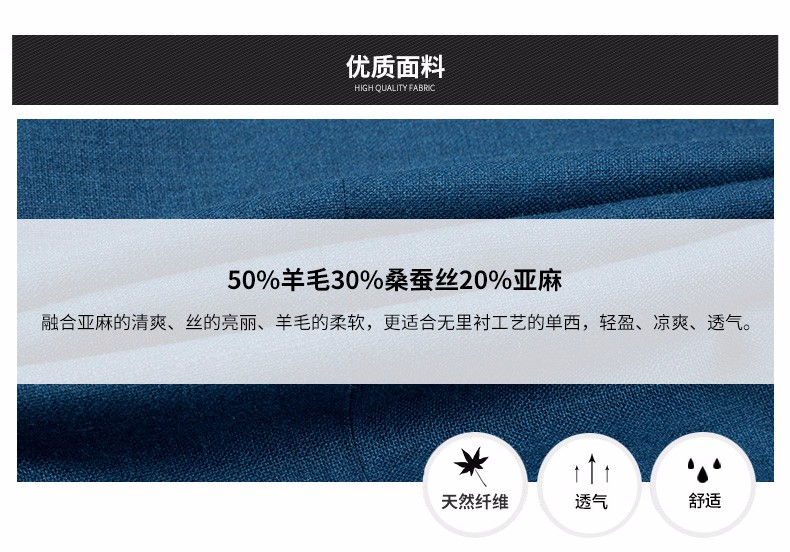 优质面料
HIGH QUALITY FABRIC
50%羊毛30%桑蚕丝20%亚麻
融合亚麻的清爽、丝的亮丽、羊毛的柔软，更适合无里衬工艺的单西，轻盈、凉爽、透气。
天然纤维
透气
舒适